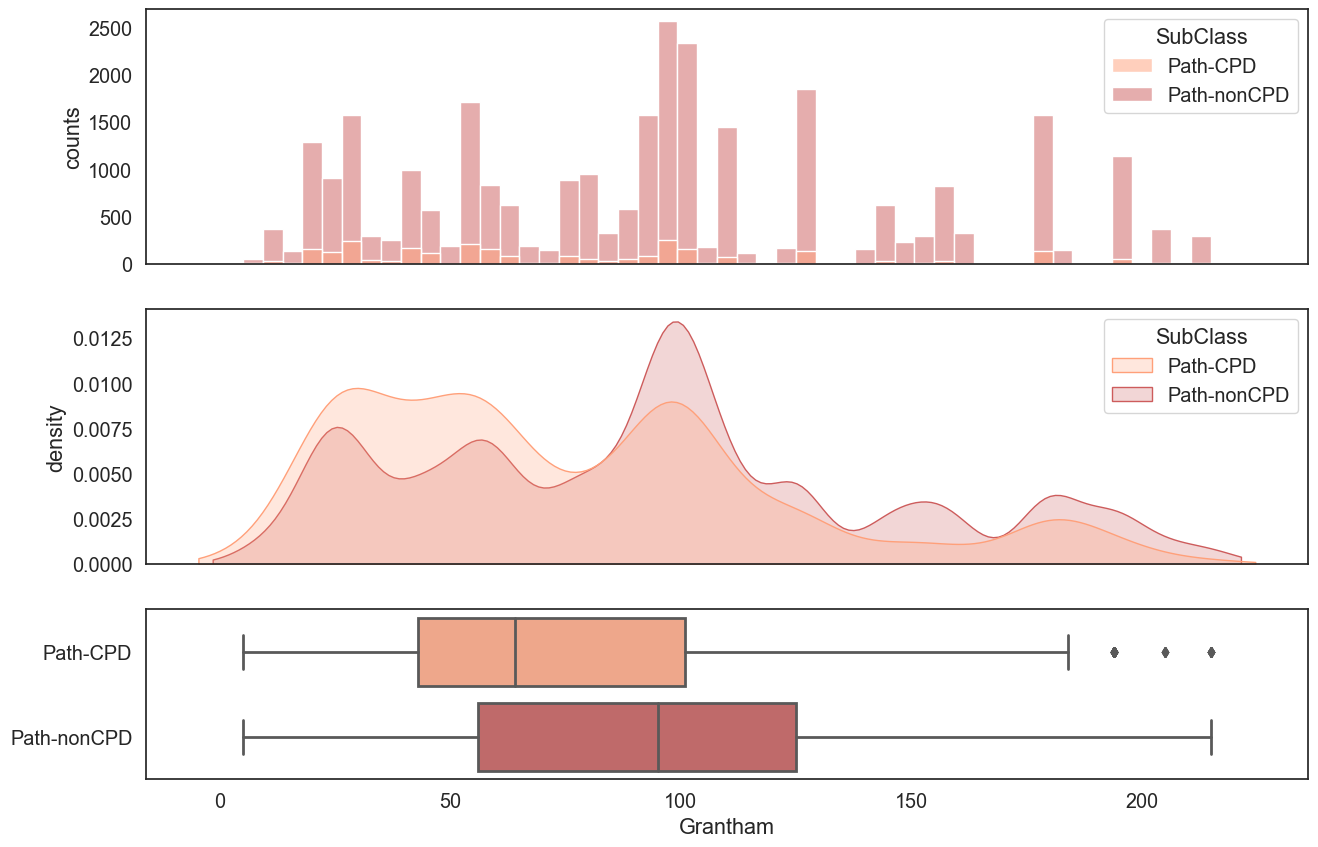 2500
2000
1500
1000
500
0
counts
SubClass
Path-CPD
Path-nonCPD
0.0125
0.0100
0.0075
0.0050
0.0025
0.0000
density
SubClass
Path-CPD
Path-nonCPD
Path-CPD
Path-nonCPD
0 50 100 150 200
Grantham